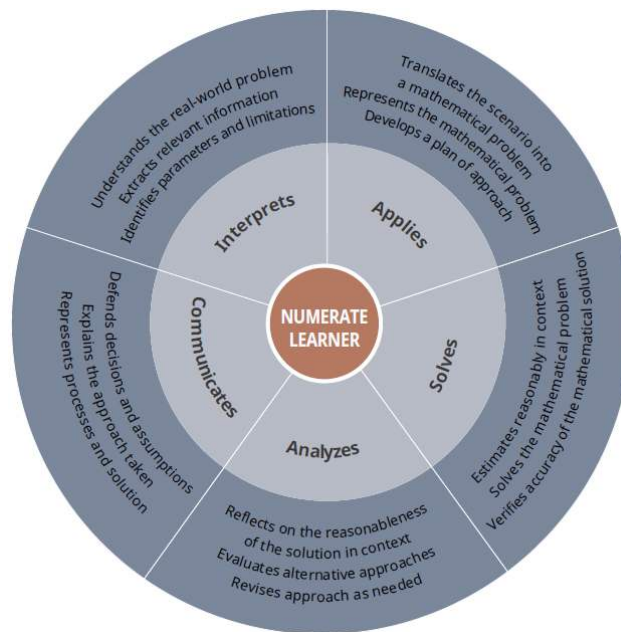 NUMERATE
LEARNER
Interprets
Understands the real-world problem
Extracts relevant information
Identifies parameters and limitations
Applies
Translates the scenario into
a mathematical problem
Represents the mathematical problem
Develops a plan of approach
Solves
Estimates reasonably in context
Solves the mathematical problem
Verifies accuracy of the mathematical solution
Analyzes
Reflects on the reasonableness
of the solution in context
Evaluates alternative approaches
Revises approach as needed
Communicates
Defends decisions and assumptions
Explains the approach taken
Represents processes and solution